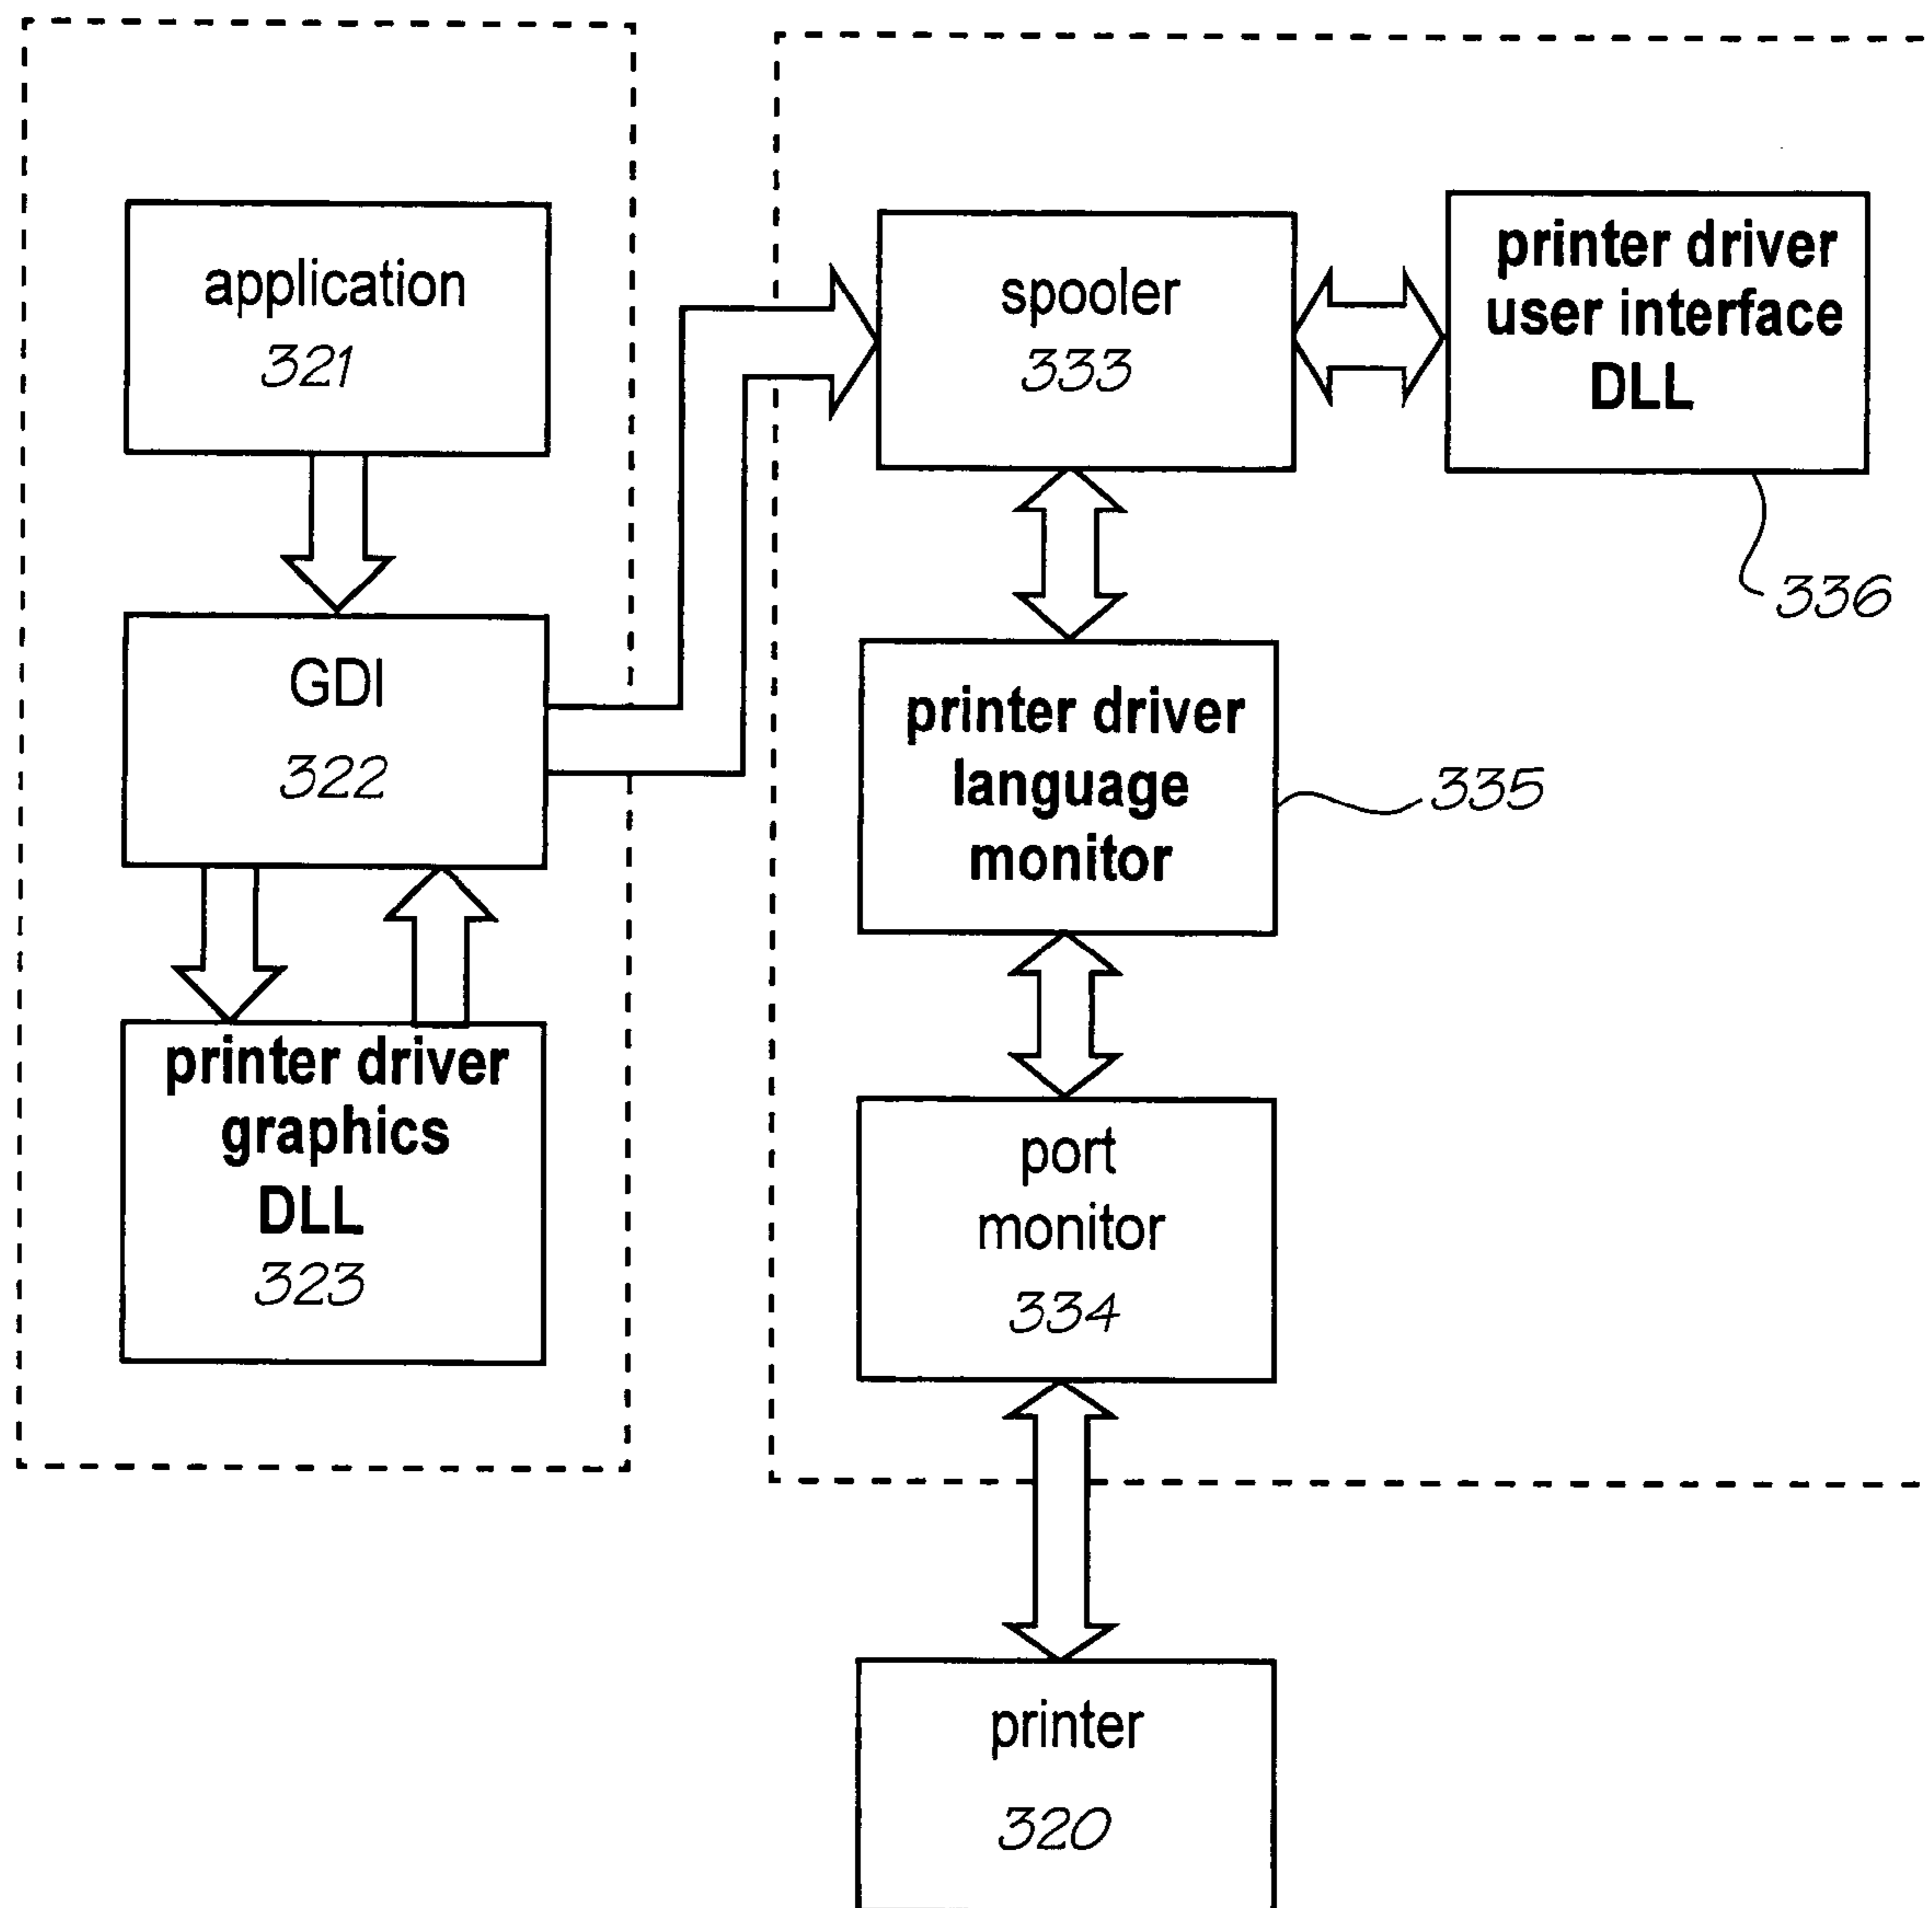 application
321
GDI
322
printer driver
graphics
DLL
323
spooler
333
printer driver
user interface
DLL
336
printer driver
language
monitor
335
port
monitor
334
printer
320